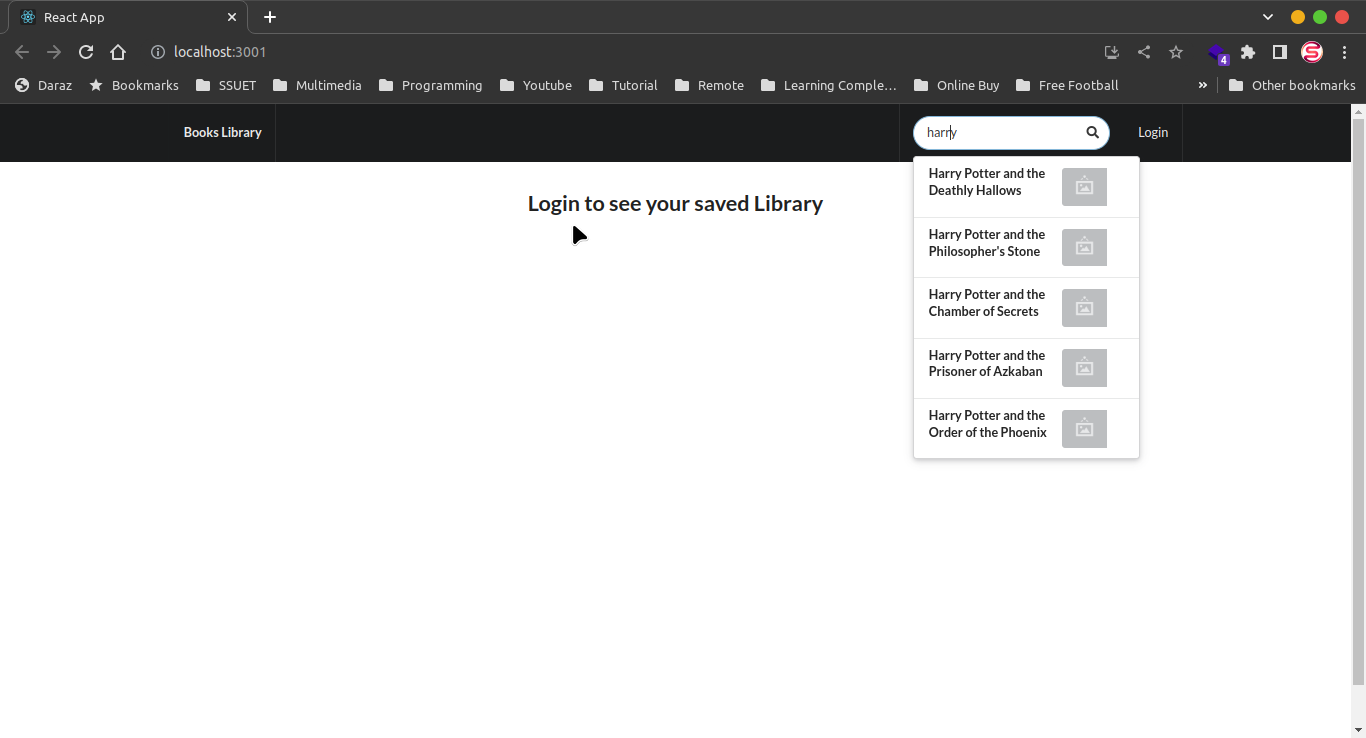 React App
localhost:3001
4
Daraz Bookmarks SSUET Multimedia Programming Youtube Tutorial Remote Learning Comple... Online Buy Free Football » Other bookmarks
Books Library harry Login
Login to see your saved Library
Harry Potter and the
Deathly Hallows
Harry Potter and the
Philosopher's Stone
Harry Potter and the
Chamber of Secrets
Harry Potter and the
Prisoner of Azkaban
Harry Potter and the
Order of the Phoenix